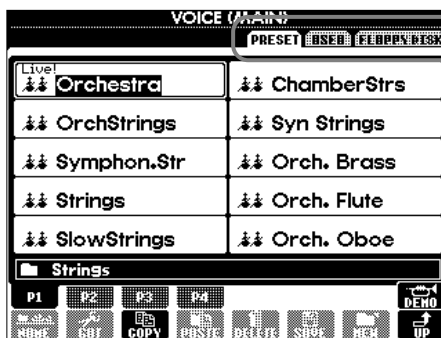 VOICE (MAIN)
PRESET USER FLOPPY DISK
Live!
Orchestra
ChamberStrs
OrchStrings
Syn Strings
Symphon.Str
Orch. Brass
Strings
Orch. Flute
SlowStrings
Orch. Oboe
Strings
P1 P2 P3 P4
DEMO
NAME CUT COPY PASTE DELETE SAVE NEW UP